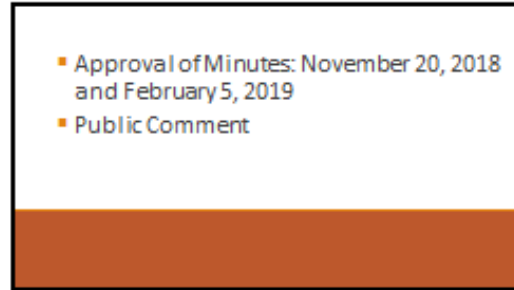 ▪ Approval of Minutes: November 20, 2018
and February 5, 2019
▪ Public Comment